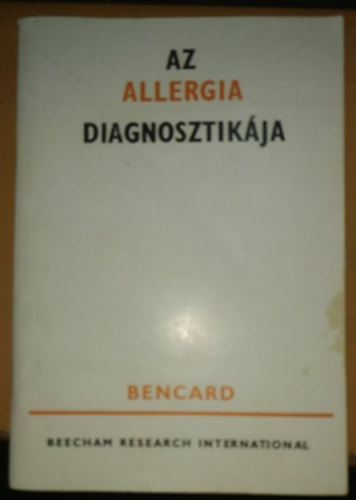 AZ
ALLERGIA
DIAGNOSZTIKÁJA
BENCARD
BEECHAM RESEARCH INTERNATIONAL